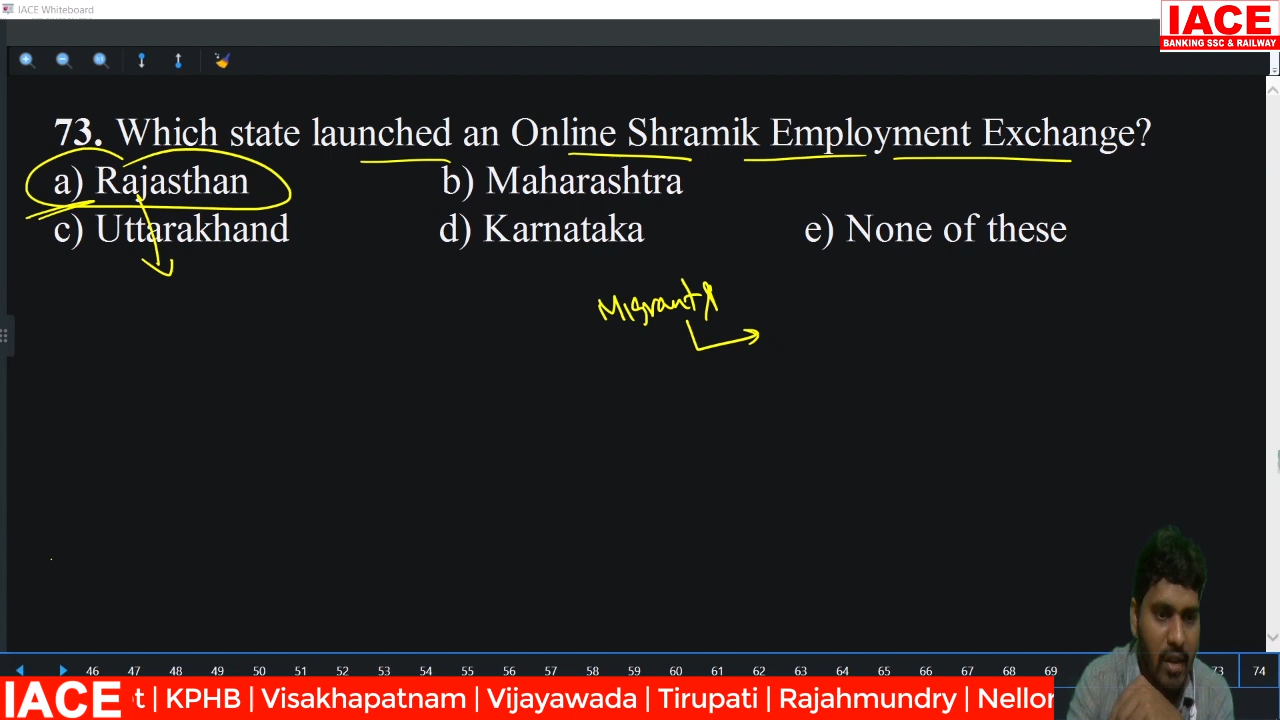 IACE Whiteboard
IACE
BANKING SSC & RAILWAY
73. Which state launched an Online Shramik Employment Exchange?
a) Rajasthan b) Maharashtra
c) Uttarakhand d) Karnataka e) None of these
Migrant
46 47 48 49 50 51 52 53 54 55 56 57 58 59 60 61 62 63 64 65 66 67 68 69 73 74
IACE t | KPHB | Visakhapatnam | Vijayawada | Tirupati | Rajahmundry | Nellor